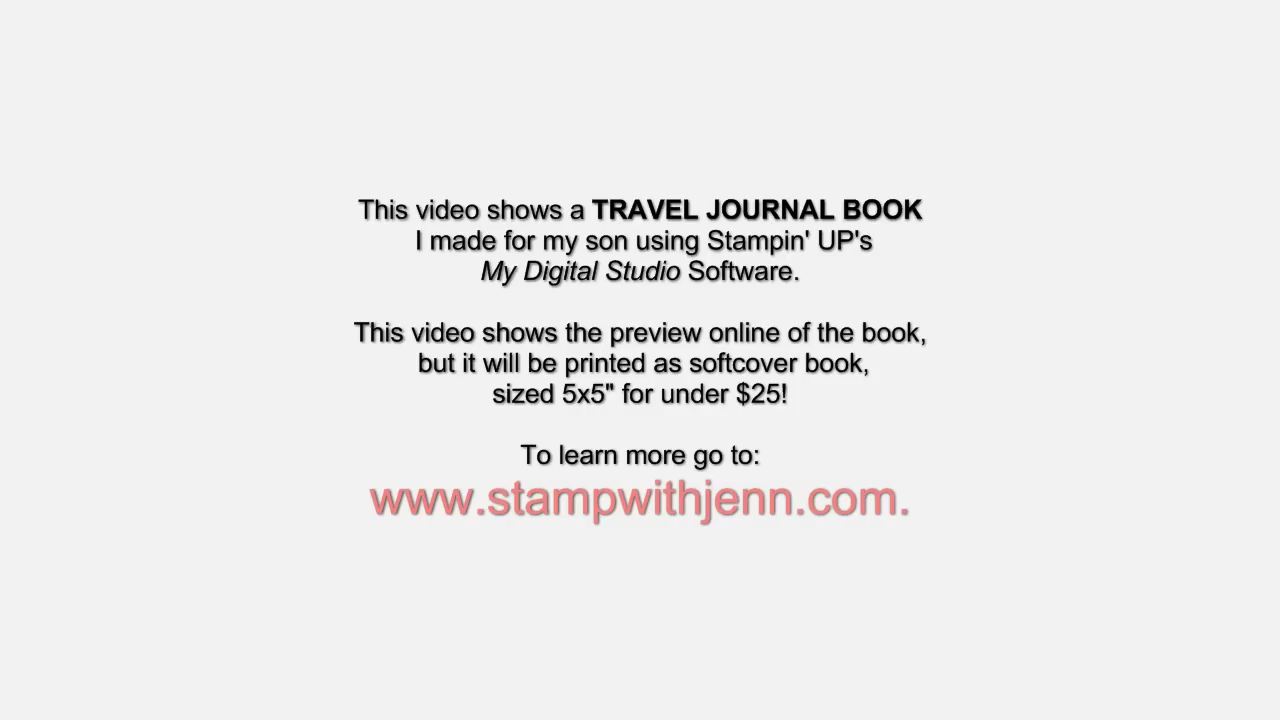 This video shows a TRAVEL JOURNAL BOOK
I made for my son using Stampin' UP's
My Digital Studio Software.
This video shows the preview online of the book,
but it will be printed as softcover book,
sized 5x5" for under $25!
To learn more go to:
www.stampwithjenn.com.